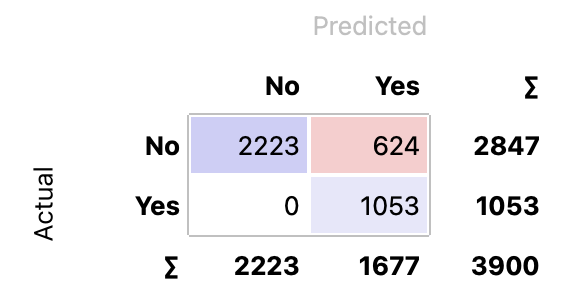 Predicted
No Yes ∑
No 2223 624 2847
Actual
Yes 0 1053 1053
∑ 2223 1677 3900